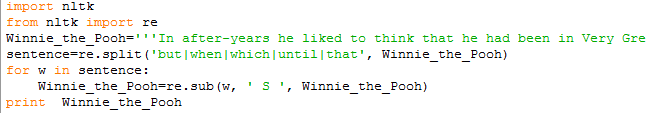 import nltk
from nltk import re
Winnie_the_Pooh='''In after-years he liked to think that he had been in Very Gre
sentence=re.split('but|when|which|until|that', Winnie_the_Pooh)
for w in sentence:
    Winnie_the_Pooh=re.sub(w, ' S ', Winnie_the_Pooh)
print  Winnie_the_Pooh